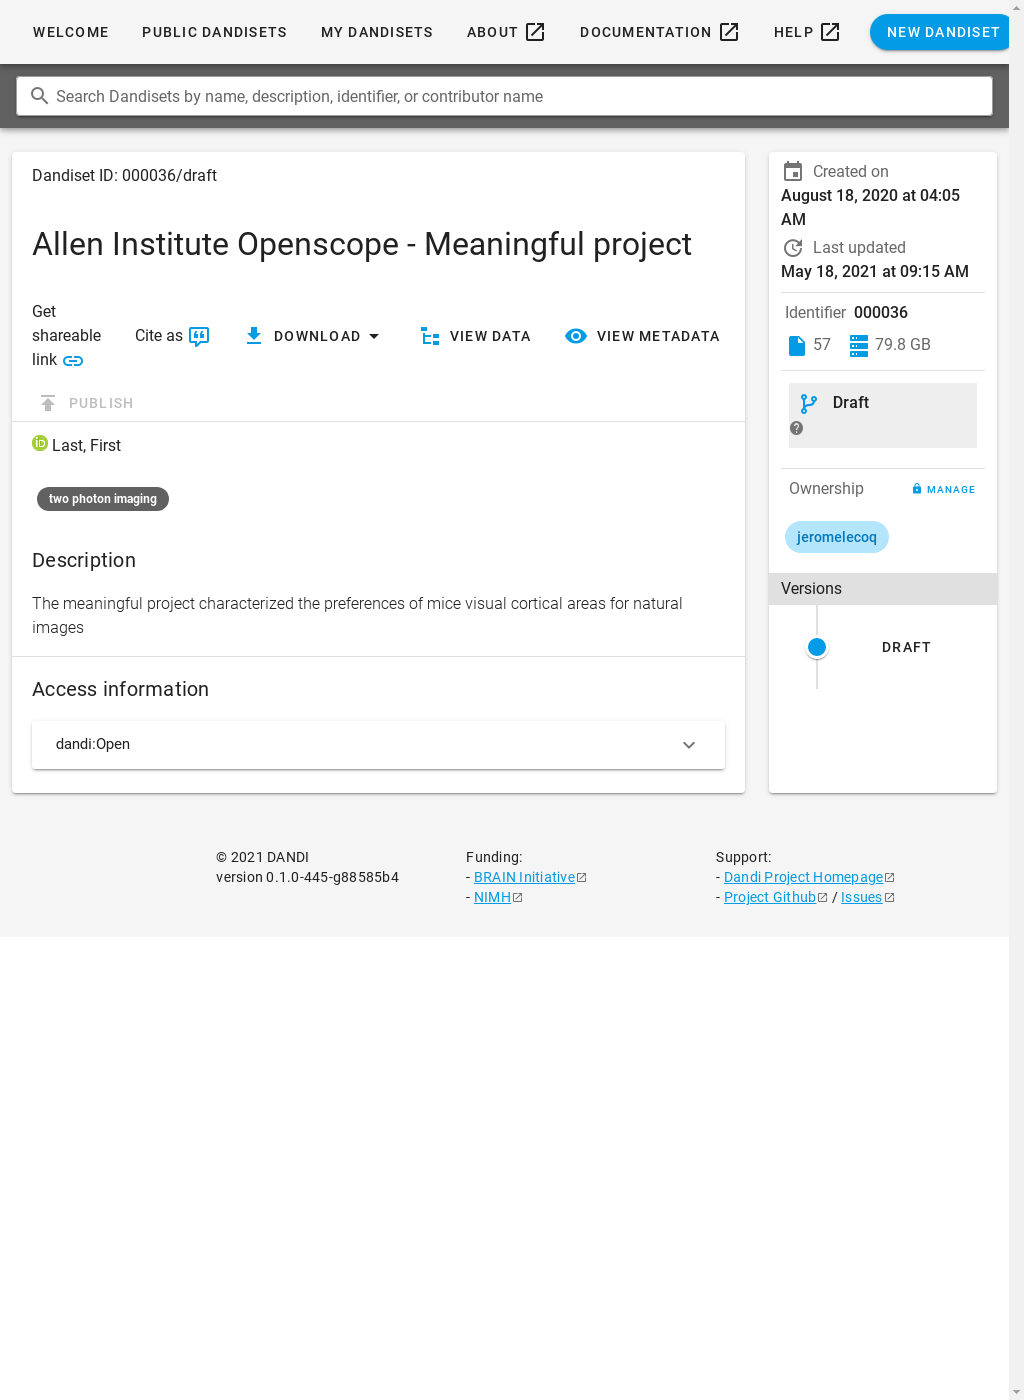 WELCOME
PUBLIC DANDISETS
MY DANDISETS
ABOUT
DOCUMENTATION
HELP
NEW DANDISET
Search Dandisets by name, description, identifier, or contributor name
Dandiset ID: 000036/draft
Allen Institute Openscope - Meaningful project
Get
shareable
link
Cite as
DOWNLOAD
VIEW DATA
VIEW METADATA
PUBLISH
iD Last, First
two photon imaging
Description
The meaningful project characterized the preferences of mice visual cortical areas for natural
images
Access information
dandi:Open
Created on
August 18, 2020 at 04:05
AM
Last updated
May 18, 2021 at 09:15 AM
Identifier 000036
57
79.8 GB
Draft
?
Ownership
MANAGE
jeromelecoq
Versions
DRAFT
© 2021 DANDI
version 0.1.0-445-g88585b4
Funding:
- BRAIN Initiative
- NIMH
Support:
- Dandi Project Homepage
- Project Github / Issues